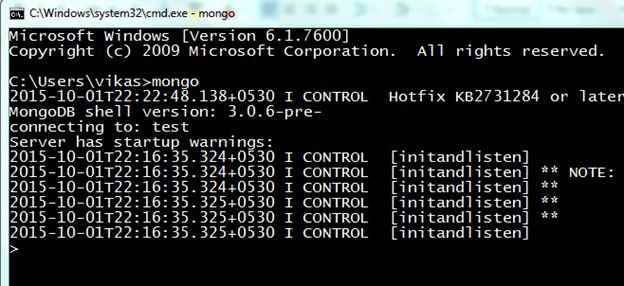 C:\Windows\system32\cmd.exe - mongo
Microsoft Windows [Version 6.1.7600]
Copyright (c) 2009 Microsoft Corporation.  All rights reserved.
C:\Users\vikas>mongo
2015-10-01T22:22:48.138+0530 I CONTROL  Hotfix KB2731284 or later
MongoDB shell version: 3.0.6-pre-
connecting to: test
Server has startup warnings:
2015-10-01T22:16:35.324+0530 I CONTROL  [initandlisten]
2015-10-01T22:16:35.324+0530 I CONTROL  [initandlisten] ** NOTE:
2015-10-01T22:16:35.324+0530 I CONTROL  [initandlisten] **
2015-10-01T22:16:35.325+0530 I CONTROL  [initandlisten] **
2015-10-01T22:16:35.325+0530 I CONTROL  [initandlisten] **
2015-10-01T22:16:35.325+0530 I CONTROL  [initandlisten]
>